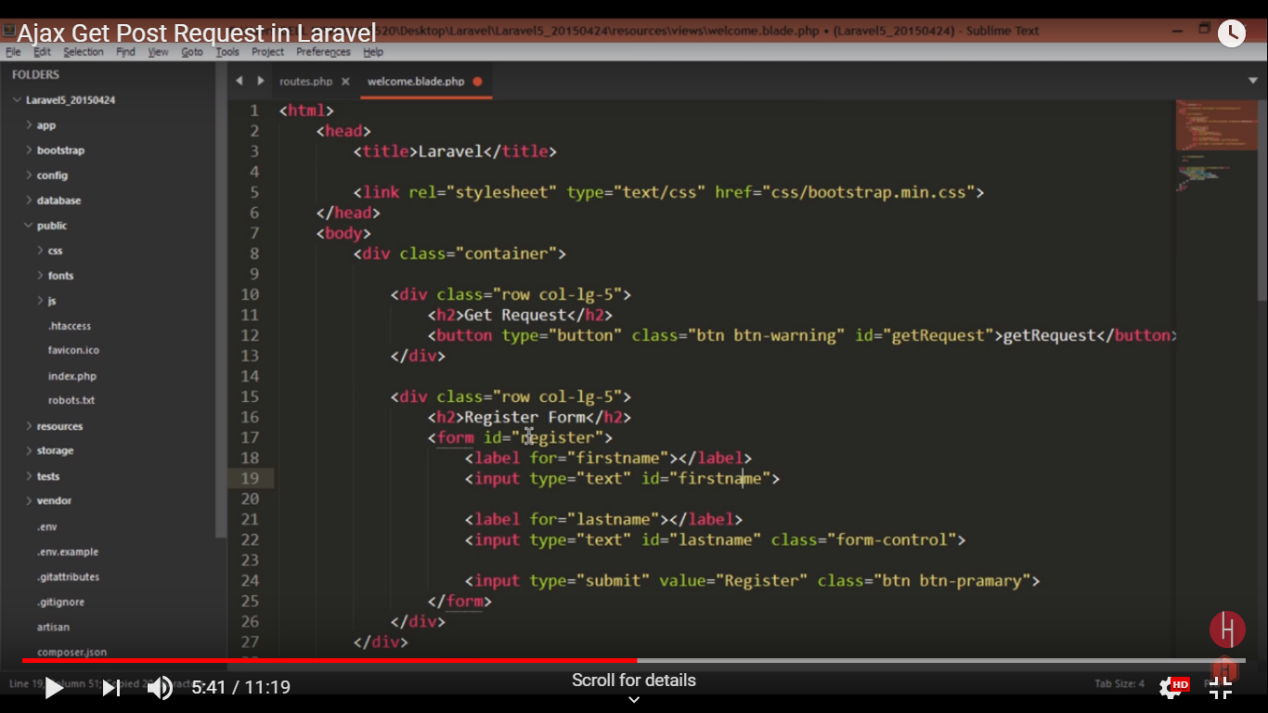 Ajax Get Post Request in Laravel
520\Desktop\Laravel\Laravel5_20150424\resources\views\welcome.blade.php • (Laravel5_20150424) - Sublime Text
File Edit Selection Find View Goto Tools Project Preferences Help
FOLDERS
Laravel5_20150424
app
bootstrap
config
database
public
css
fonts
js
.htaccess
favicon.ico
index.php
robots.txt
resources
storage
tests
vendor
.env
.env.example
.gitattributes
.gitignore
artisan
composer.json
routes.php welcome.blade.php
1 <html>
2 <head>
3 <title>Laravel</title>
4
5 <link rel="stylesheet" type="text/css" href="css/bootstrap.min.css">
6 </head>
7 <body>
8 <div class="container">
9
10 <div class="row col-lg-5">
11 <h2>Get Request</h2>
12 <button type="button" class="btn btn-warning" id="getRequest">getRequest</button>
13 </div>
14
15 <div class="row col-lg-5">
16 <h2>Register Form</h2>
17 <form id="register">
18 <label for="firstname"></label>
19 <input type="text" id="firstname">
20
21 <label for="lastname"></label>
22 <input type="text" id="lastname" class="form-control">
23
24 <input type="submit" value="Register" class="btn btn-pramary">
25 </form>
26 </div>
27 </div>
5:41 / 11:19
Scroll for details
Tab Size: 4
HD